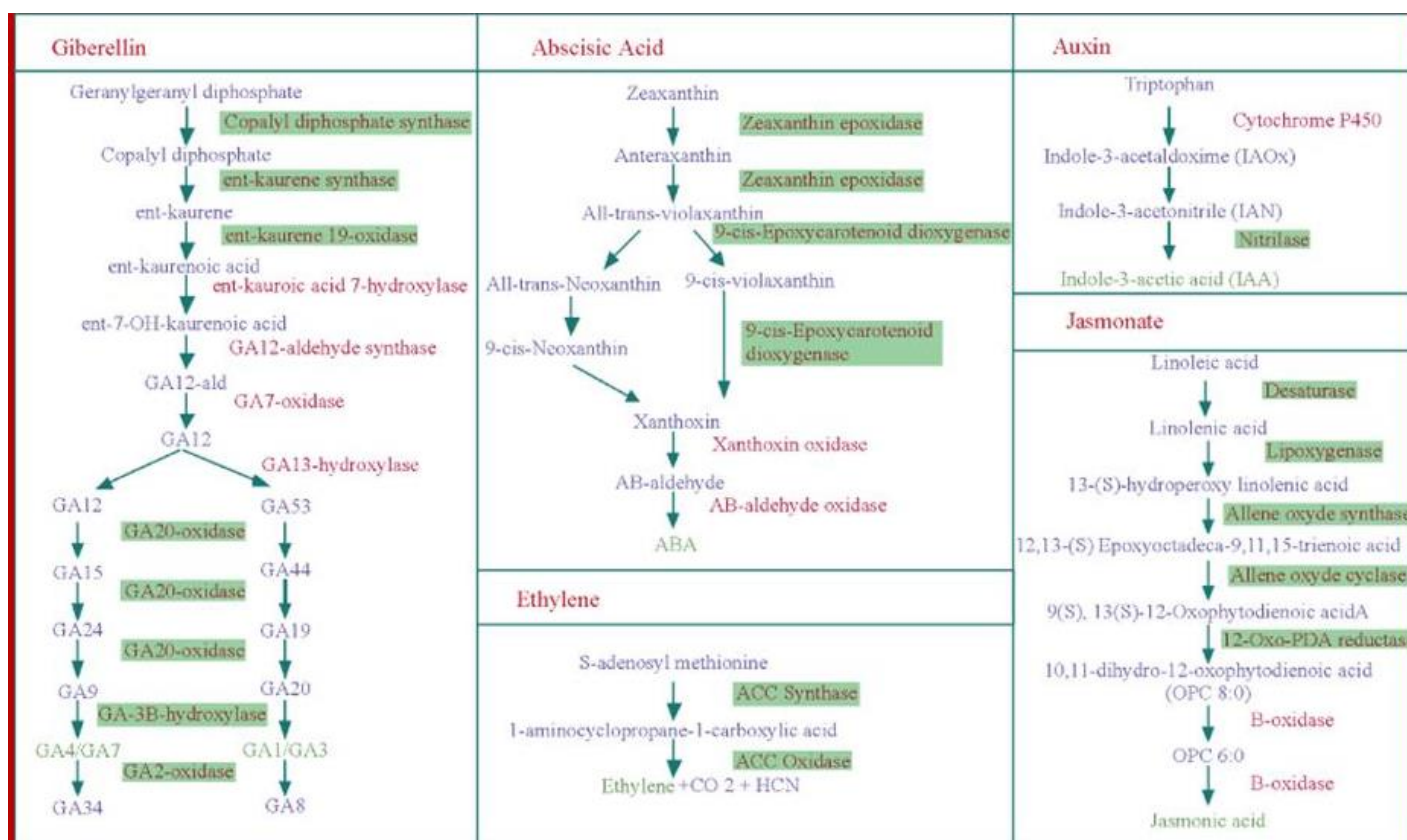 Giberellin
Geranylgeranyl diphosphate
Copalyl diphosphate synthase
Copalyl diphosphate
ent-kaurene synthase
ent-kaurene
ent-kaurene 19-oxidase
ent-kaurenoic acid
ent-kauroic acid 7-hydroxylase
ent-7-OH-kaurenoic acid
GA12-aldehyde synthase
GA12-ald
GA7-oxidase
GA12
GA13-hydroxylase
GA12
GA53
GA20-oxidase
GA15
GA44
GA20-oxidase
GA24
GA19
GA20-oxidase
GA9
GA20
GA-3B-hydroxylase
GA4/GA7
GA1/GA3
GA2-oxidase
GA34
GA8
Abscisic Acid
Zeaxanthin
Zeaxanthin epoxidase
Anteraxanthin
Zeaxanthin epoxidase
All-trans-violaxanthin
9-cis-Epoxycarotenoid dioxygenase
All-trans-Neoxanthin
9-cis-violaxanthin
9-cis-Epoxycarotenoid
dioxygenase
9-cis-Neoxanthin
Xanthoxin
Xanthoxin oxidase
AB-aldehyde
AB-aldehyde oxidase
ABA
Ethylene
S-adenosyl methionine
ACC Synthase
1-aminocyclopropane-1-carboxylic acid
ACC Oxidase
Ethylene +CO 2 + HCN
Auxin
Triptophan
Cytochrome P450
Indole-3-acetaldoxime (IAOx)
Indole-3-acetonitrile (IAN)
Nitrilase
Indole-3-acetic acid (IAA)
Jasmonate
Linoleic acid
Desaturase
Linolenic acid
Lipoxygenase
13-(S)-hydroperoxy linolenic acid
Allene oxyde synthase
12,13-(S) Epoxyoctadeca-9,11,15-trienoic acid
Allene oxyde cyclase
9(S), 13(S)-12-Oxophytodienoic acidA
12-Oxo-PDA reductas
10,11-dihydro-12-oxophytodienoic acid
(OPC 8:0)
B-oxidase
OPC 6:0
B-oxidase
Jasmonic acid